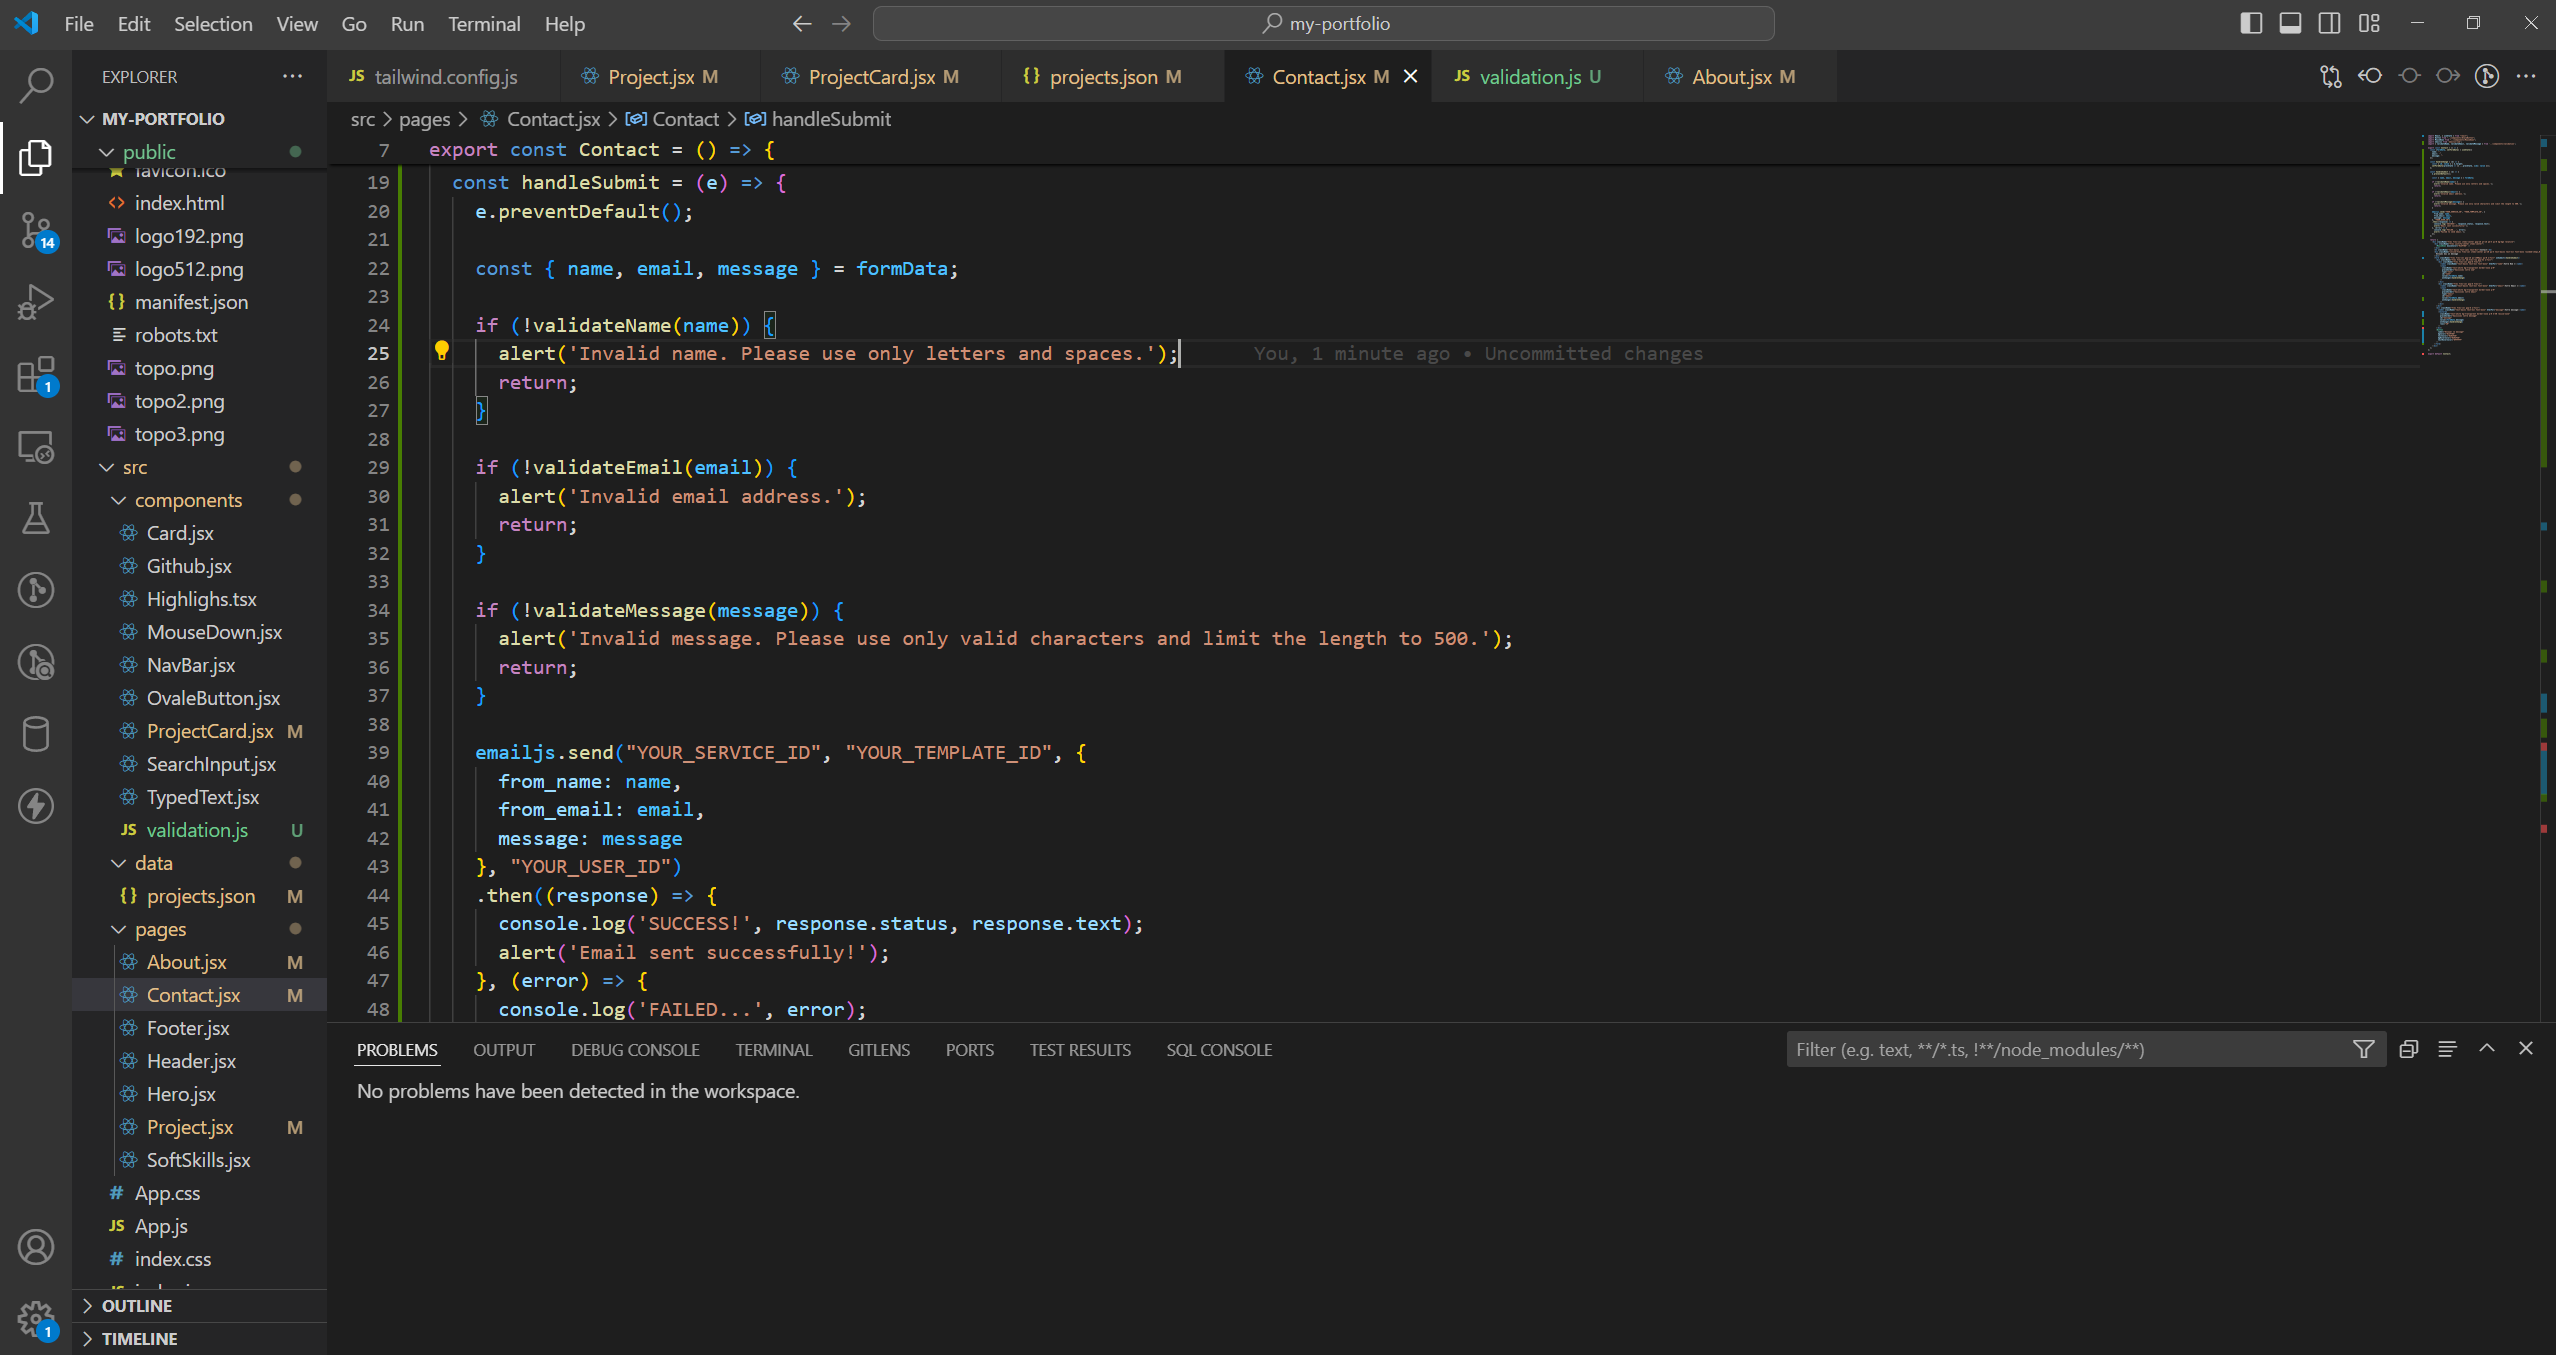 File Edit Selection View Go Run Terminal Help
my-portfolio
EXPLORER
MY-PORTFOLIO
public
favicon.ico
index.html
logo192.png
logo512.png
manifest.json
robots.txt
topo.png
topo2.png
topo3.png
src
components
Card.jsx
Github.jsx
Highlighs.tsx
MouseDown.jsx
NavBar.jsx
OvaleButton.jsx
ProjectCard.jsx M
SearchInput.jsx
TypedText.jsx
JS validation.js U
data
{} projects.json M
pages
About.jsx M
Contact.jsx M
Footer.jsx
Header.jsx
Hero.jsx
Project.jsx M
SoftSkills.jsx
# App.css
JS App.js
# index.css
OUTLINE
TIMELINE
14
1
1
JS tailwind.config.js Project.jsx M ProjectCard.jsx M {} projects.json M Contact.jsx M JS validation.js U About.jsx M
src > pages > Contact.jsx > Contact > handleSubmit
7 export const Contact = () => {
19 const handleSubmit = (e) => {
20 e.preventDefault();
21
22 const { name, email, message } = formData;
23
24 if (!validateName(name)) {
25 alert('Invalid name. Please use only letters and spaces.'); You, 1 minute ago • Uncommitted changes
26 return;
27 }
28
29 if (!validateEmail(email)) {
30 alert('Invalid email address.');
31 return;
32 }
33
34 if (!validateMessage(message)) {
35 alert('Invalid message. Please use only valid characters and limit the length to 500.');
36 return;
37 }
38
39 emailjs.send("YOUR_SERVICE_ID", "YOUR_TEMPLATE_ID", {
40 from_name: name,
41 from_email: email,
42 message: message
43 }, "YOUR_USER_ID")
44 .then((response) => {
45 console.log('SUCCESS!', response.status, response.text);
46 alert('Email sent successfully!');
47 }, (error) => {
48 console.log('FAILED...', error);
PROBLEMS OUTPUT DEBUG CONSOLE TERMINAL GITLENS PORTS TEST RESULTS SQL CONSOLE
Filter (e.g. text, **/*.ts, !**/node_modules/**)
No problems have been detected in the workspace.